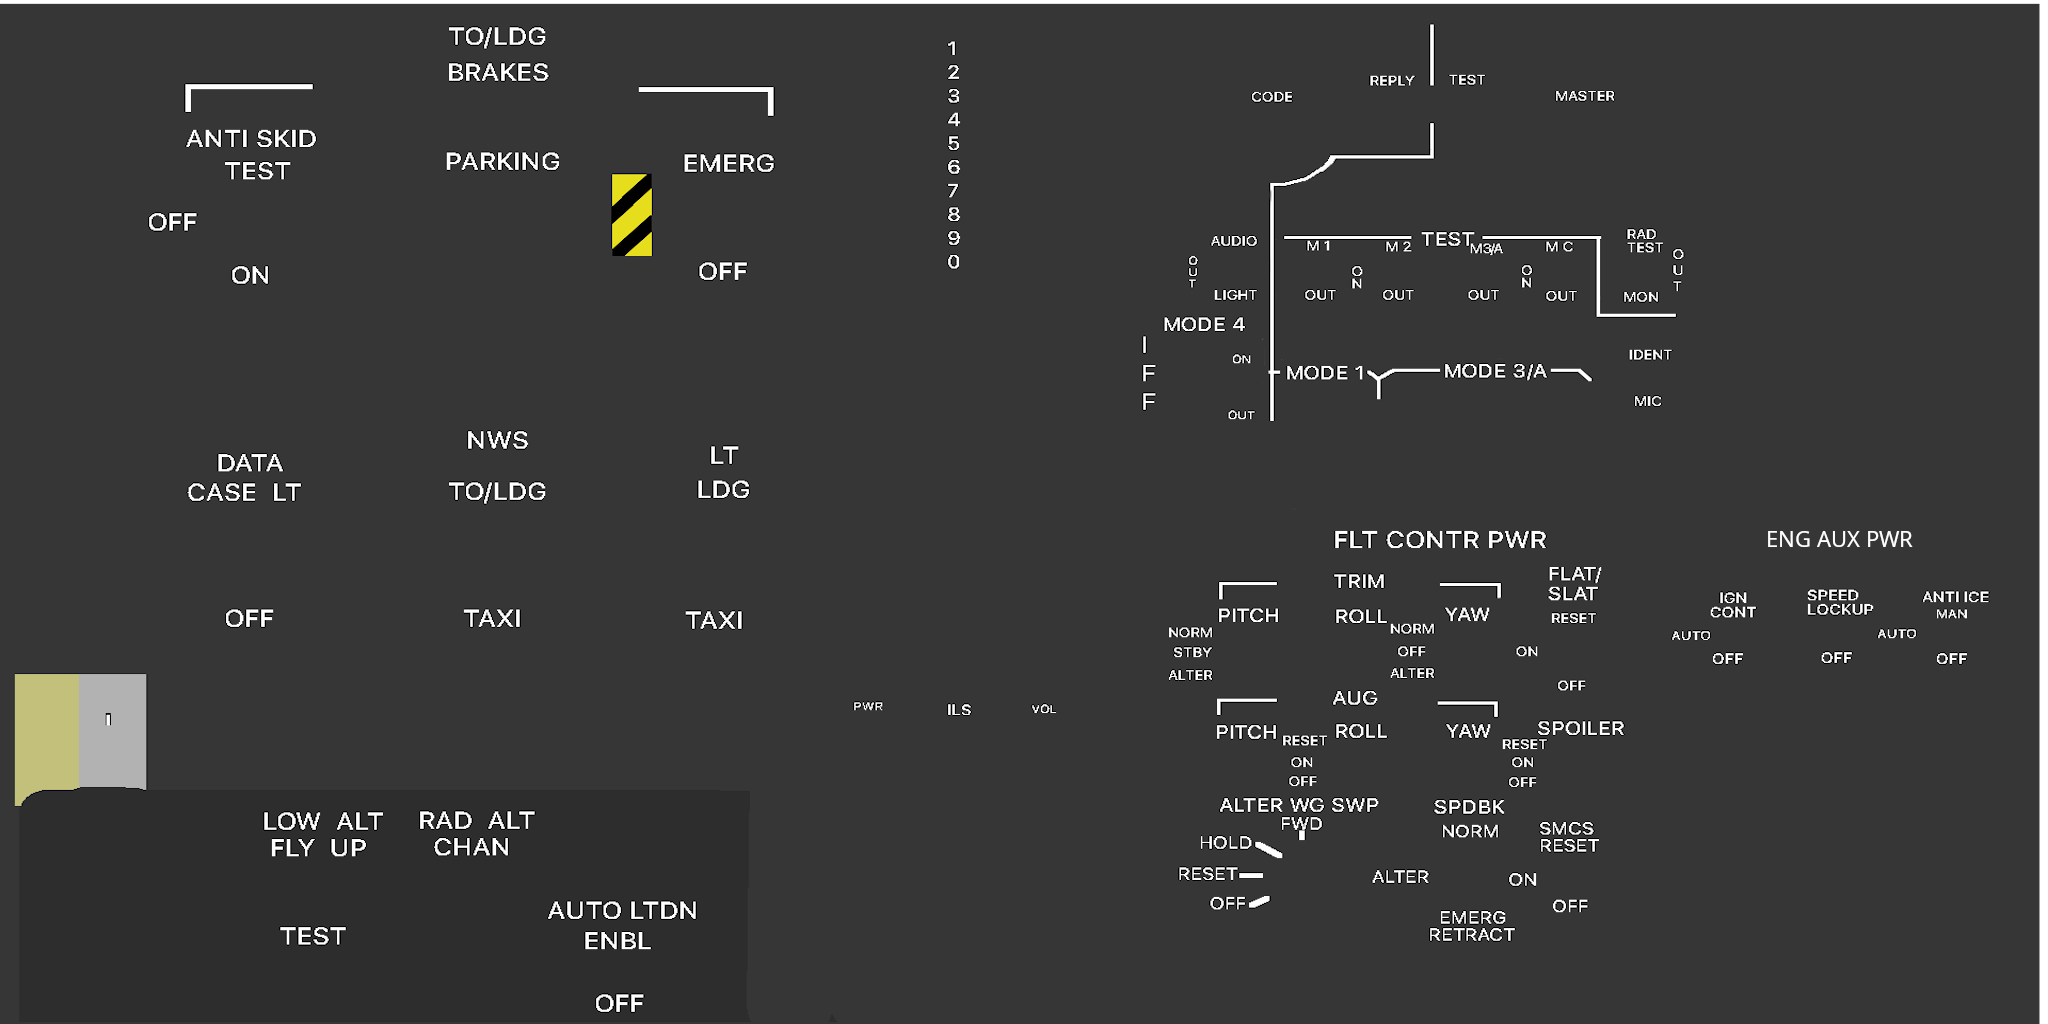 TO/LDG
BRAKES
ANTI SKID
TEST
PARKING
EMERG
OFF
ON
OFF
NWS
DATA
CASE LT
TO/LDG
LT
LDG
OFF
TAXI
TAXI
LOW ALT
FLY UP
RAD ALT
CHAN
TEST
AUTO LTDN
ENBL
OFF
1
2
3
4
5
6
7
8
9
0
PWR
ILS
VOL
CODE
REPLY
TEST
MASTER
AUDIO
OUT
LIGHT
M 1
M 2
TEST
M3/A
M C
RAD
TEST
OUT
ON
ON
OUT
OUT
OUT
OUT
MON
MODE 4
IFF
ON
OUT
MODE 1
MODE 3/A
IDENT
MIC
FLT CONTR PWR
TRIM
PITCH
ROLL
YAW
FLAT/
SLAT
RESET
NORM
STBY
ALTER
NORM
OFF
ALTER
ON
OFF
AUG
PITCH
ROLL
YAW
SPOILER
RESET
ON
OFF
RESET
ON
OFF
ALTER WG SWP
FWD
HOLD
RESET
OFF
SPDBK
NORM
ALTER
EMERG
RETRACT
SMCS
RESET
ON
OFF
ENG AUX PWR
IGN
CONT
SPEED
LOCKUP
ANTI ICE
MAN
AUTO
AUTO
OFF
OFF
OFF